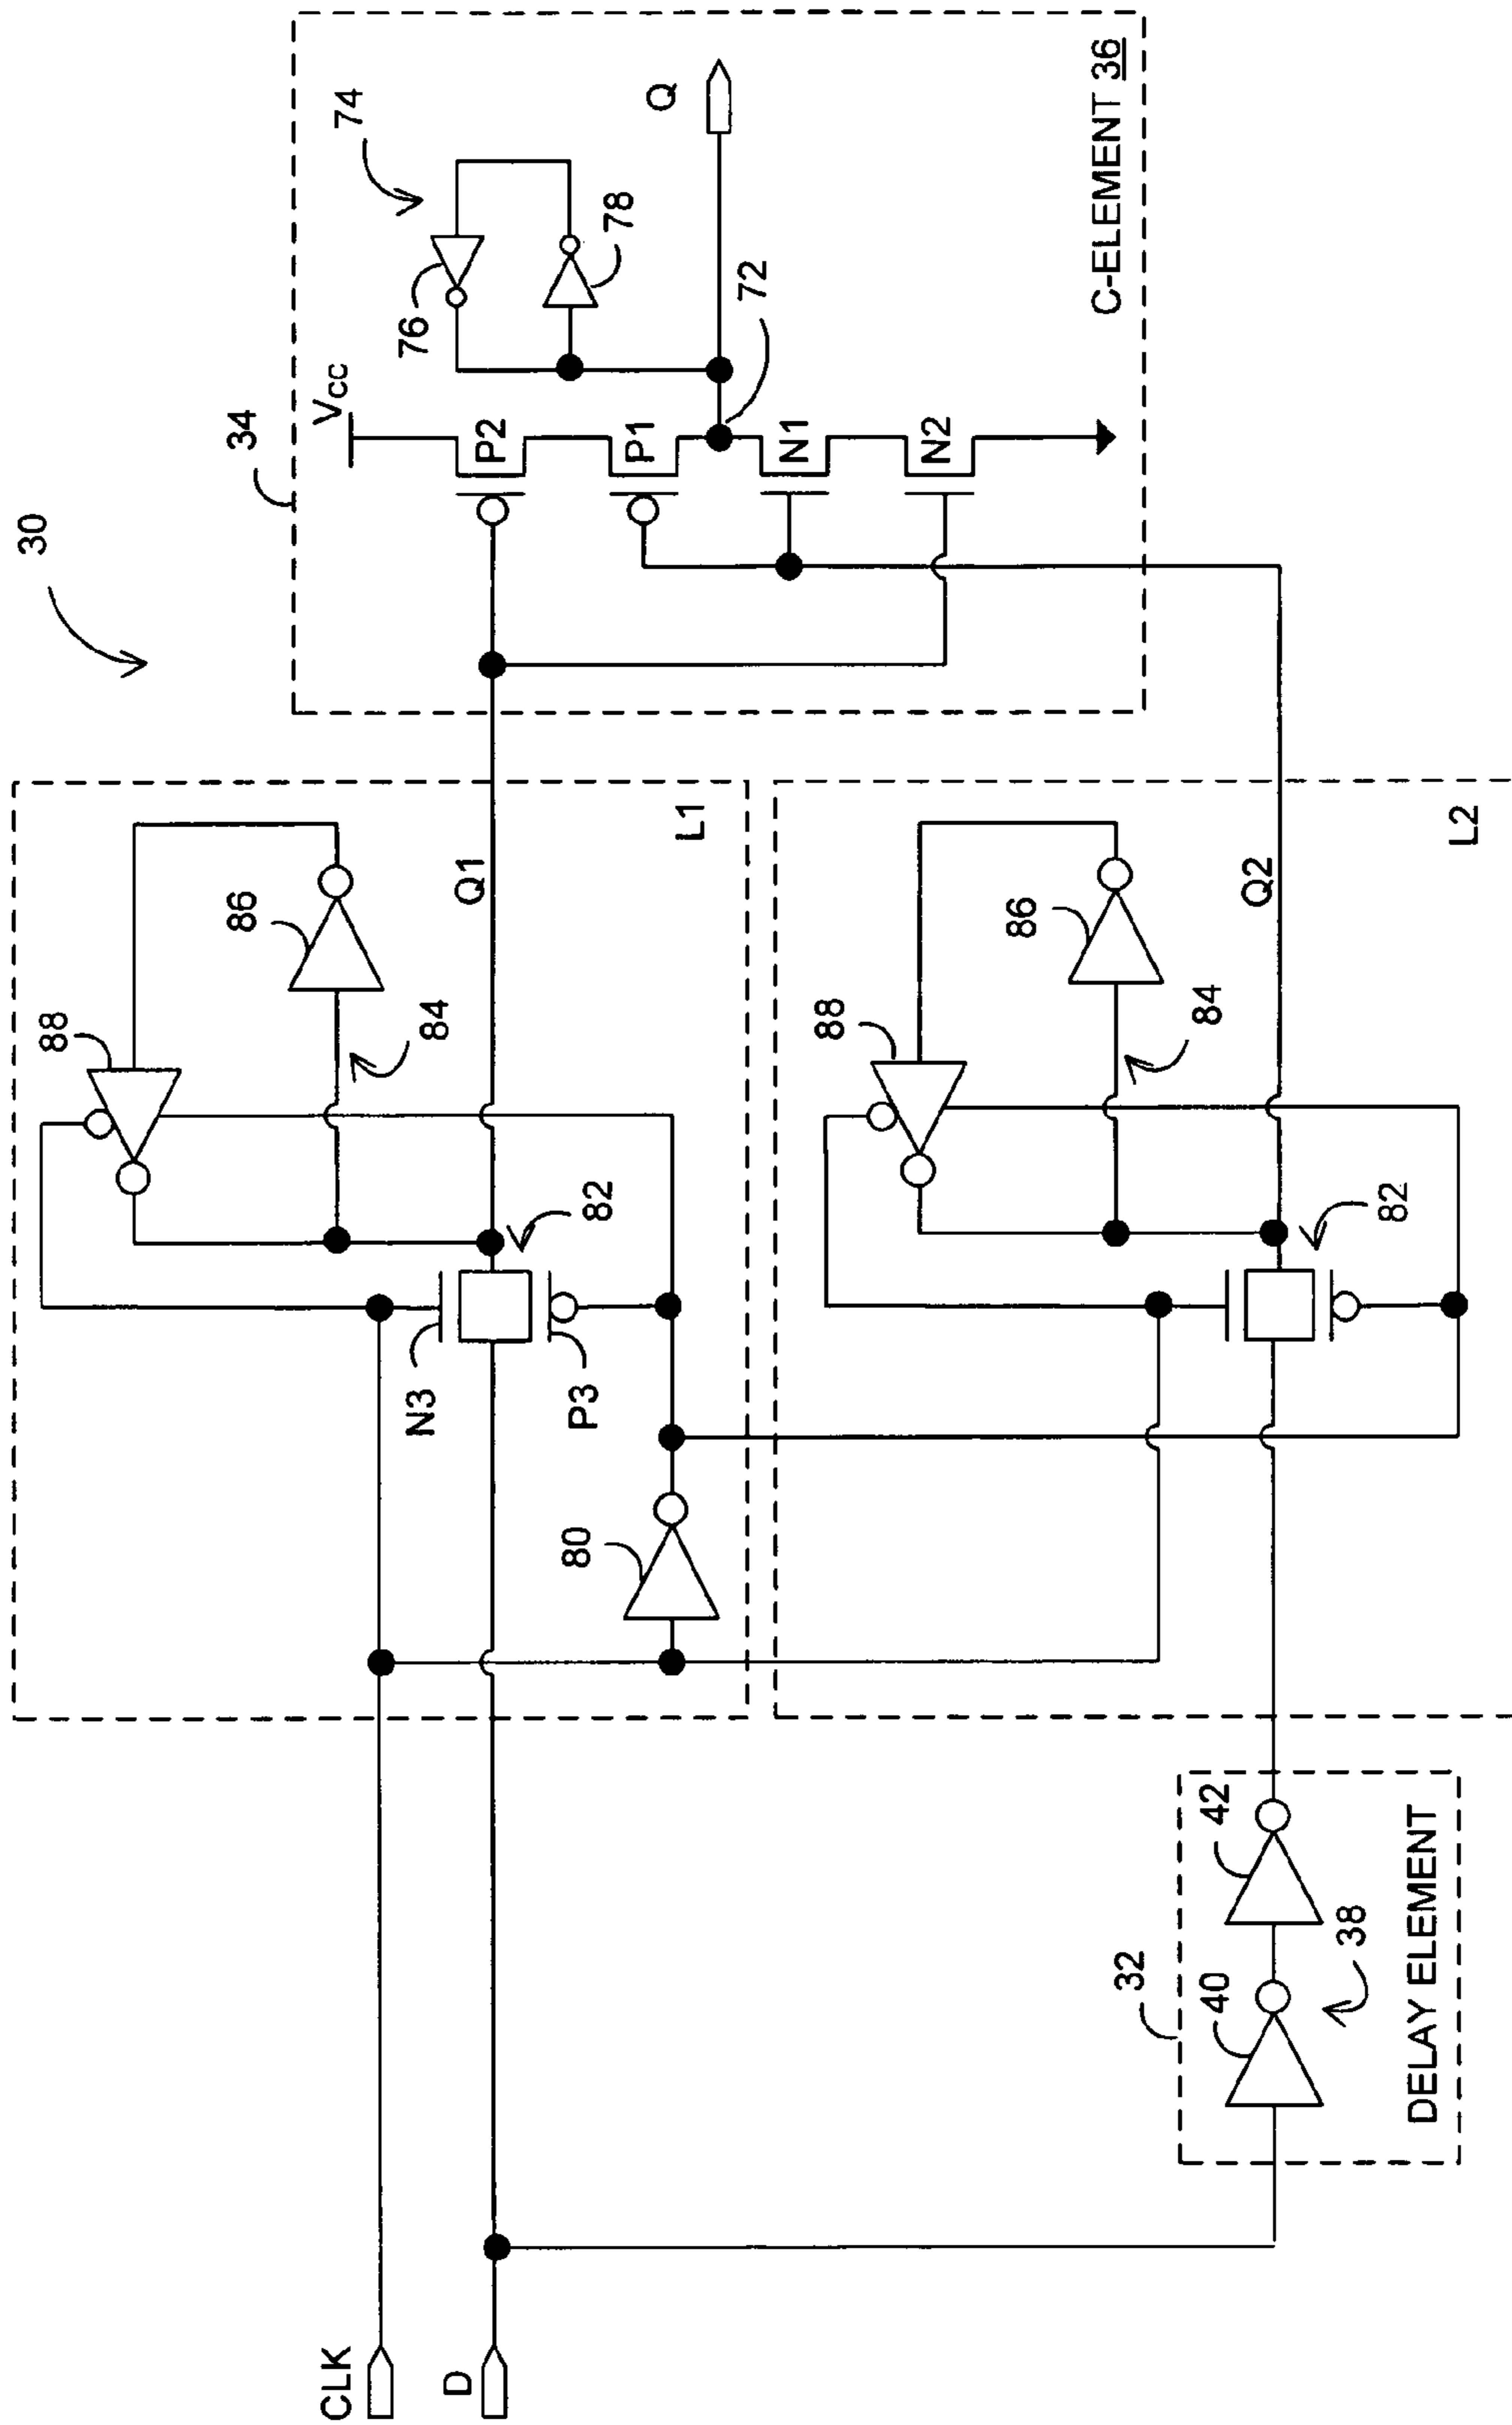 30
CLK
D
L1
N3
P3
80
82
84
86
88
Q1
L2
82
84
86
88
Q2
32
40
42
38
DELAY ELEMENT
34
VCC
P2
P1
N1
N2
72
74
76
78
Q
C-ELEMENT 36